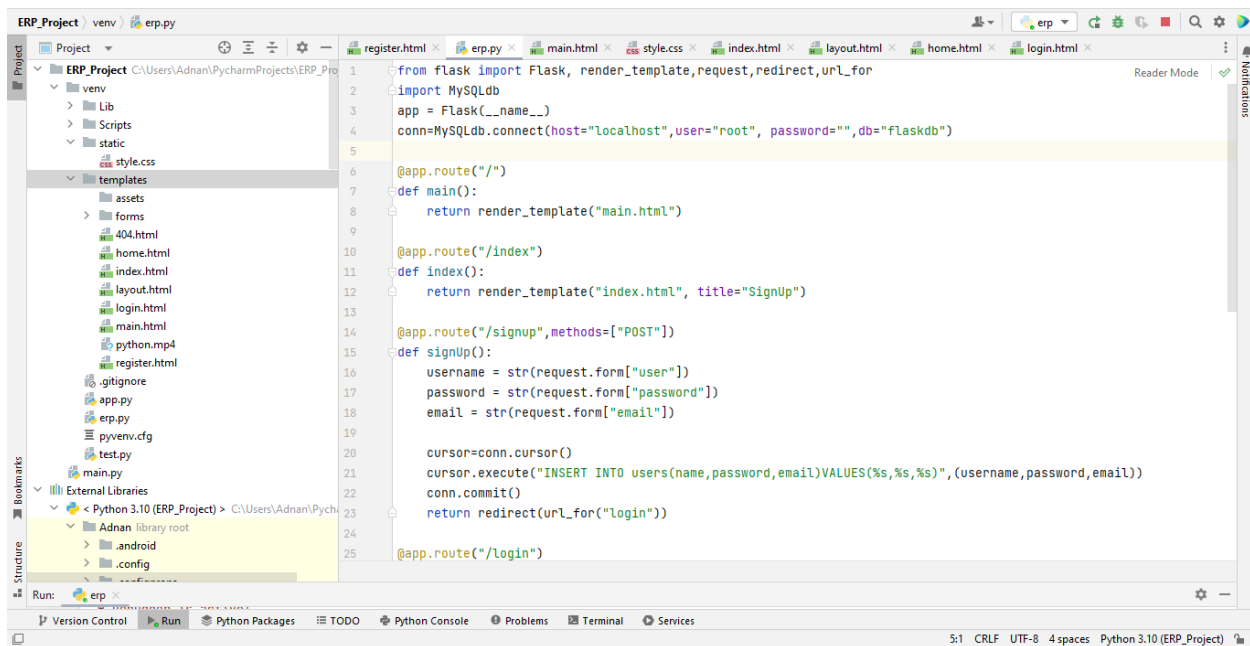 ERP_Project venv erp.py erp
Project
register.html erp.py main.html style.css index.html layout.html home.html login.html
Project
Notifications
Reader Mode
ERP_Project C:\Users\Adnan\PycharmProjects\ERP_Pro
venv
Lib
Scripts
static
style.css
templates
assets
forms
404.html
home.html
index.html
layout.html
login.html
main.html
python.mp4
register.html
.gitignore
app.py
erp.py
pyvenv.cfg
test.py
main.py
External Libraries
< Python 3.10 (ERP_Project) > C:\Users\Adnan\Pych
Adnan library root
.android
.config
1 from flask import Flask, render_template,request,redirect,url_for
2 import MySQLdb
3 app = Flask(__name__)
4 conn=MySQLdb.connect(host="localhost",user="root", password="",db="flaskdb")
5
6 @app.route("/")
7 def main():
8 return render_template("main.html")
9
10 @app.route("/index")
11 def index():
12 return render_template("index.html", title="SignUp")
13
14 @app.route("/signup",methods=["POST"])
15 def signUp():
16 username = str(request.form["user"])
17 password = str(request.form["password"])
18 email = str(request.form["email"])
19
20 cursor=conn.cursor()
21 cursor.execute("INSERT INTO users(name,password,email)VALUES(%s,%s,%s)",(username,password,email))
22 conn.commit()
23 return redirect(url_for("login"))
24
25 @app.route("/login")
Bookmarks
Structure
Run: erp
Version Control Run Python Packages TODO Python Console Problems Terminal Services
5:1 CRLF UTF-8 4 spaces Python 3.10 (ERP_Project)